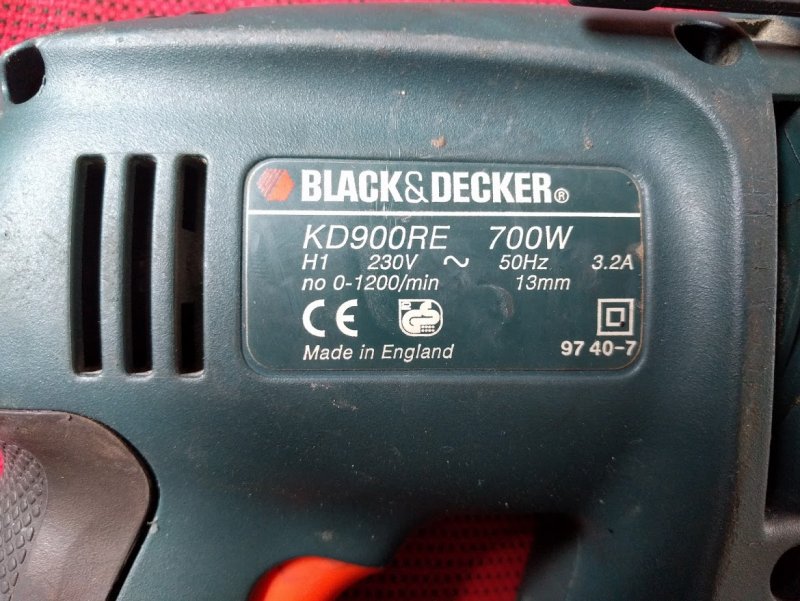 BLACK&DECKER®
KD900RE 700W
H1 230V ~ 50Hz 3.2A
no 0-1200/min 13mm
CE
Made in England 97 40-7